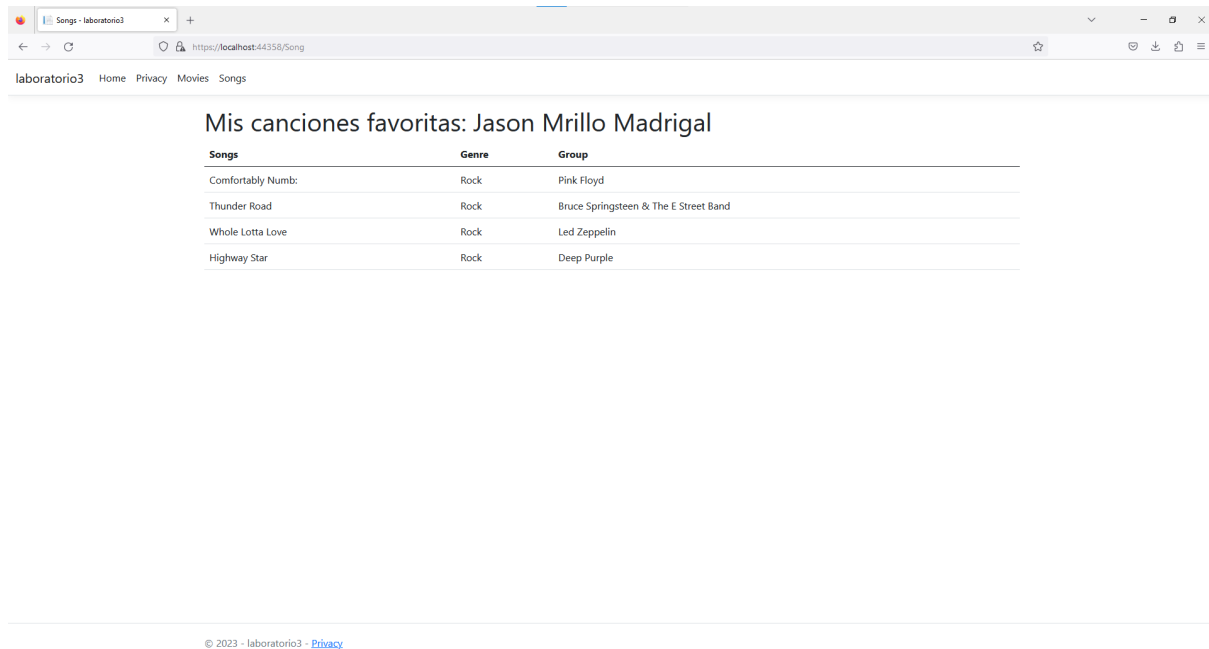 Songs - laboratorio3
https://localhost:44358/Song
laboratorio3 Home Privacy Movies Songs
Mis canciones favoritas: Jason Mrillo Madrigal
Songs Genre Group
Comfortably Numb: Rock Pink Floyd
Thunder Road Rock Bruce Springsteen & The E Street Band
Whole Lotta Love Rock Led Zeppelin
Highway Star Rock Deep Purple
© 2023 - laboratorio3 - Privacy